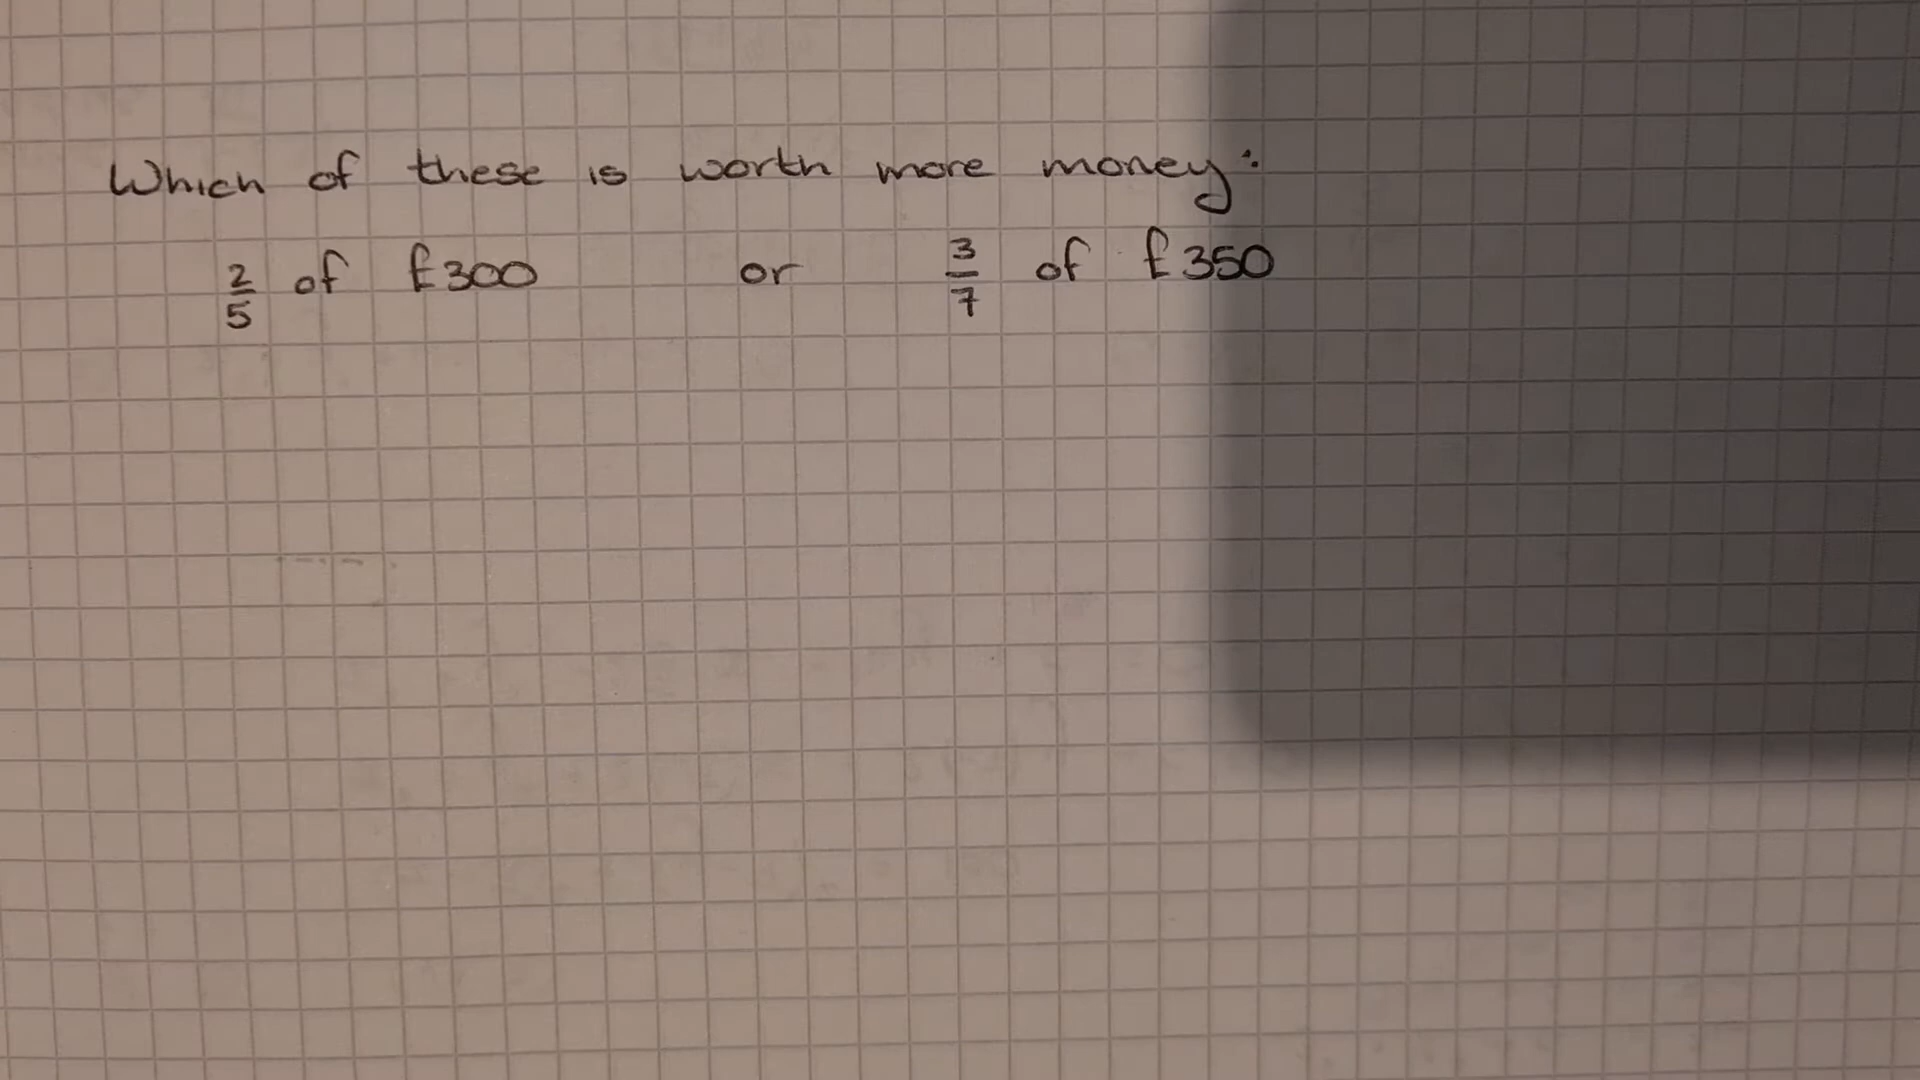 Which of these is worth more money:
2/5 of £300 or 3/7 of £350